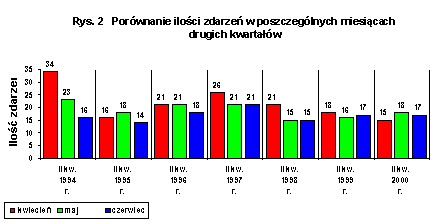 Rys. 2 Porównanie ilości zdarzeń w poszczególnych miesiącach
drugich kwartałów
Ilość zdarzeń
35
30
25
20
15
10
5
0
34 23 16 16 18 14 21 21 18 26 21 21 21 15 15 18 16 17 15 18 17
II kw. II kw. II kw. II kw. II kw. II kw. II kw.
1994 1995 1996 1997 1998 1999 2000
r. r. r. r. r. r. r.
kwiecień maj czerwiec